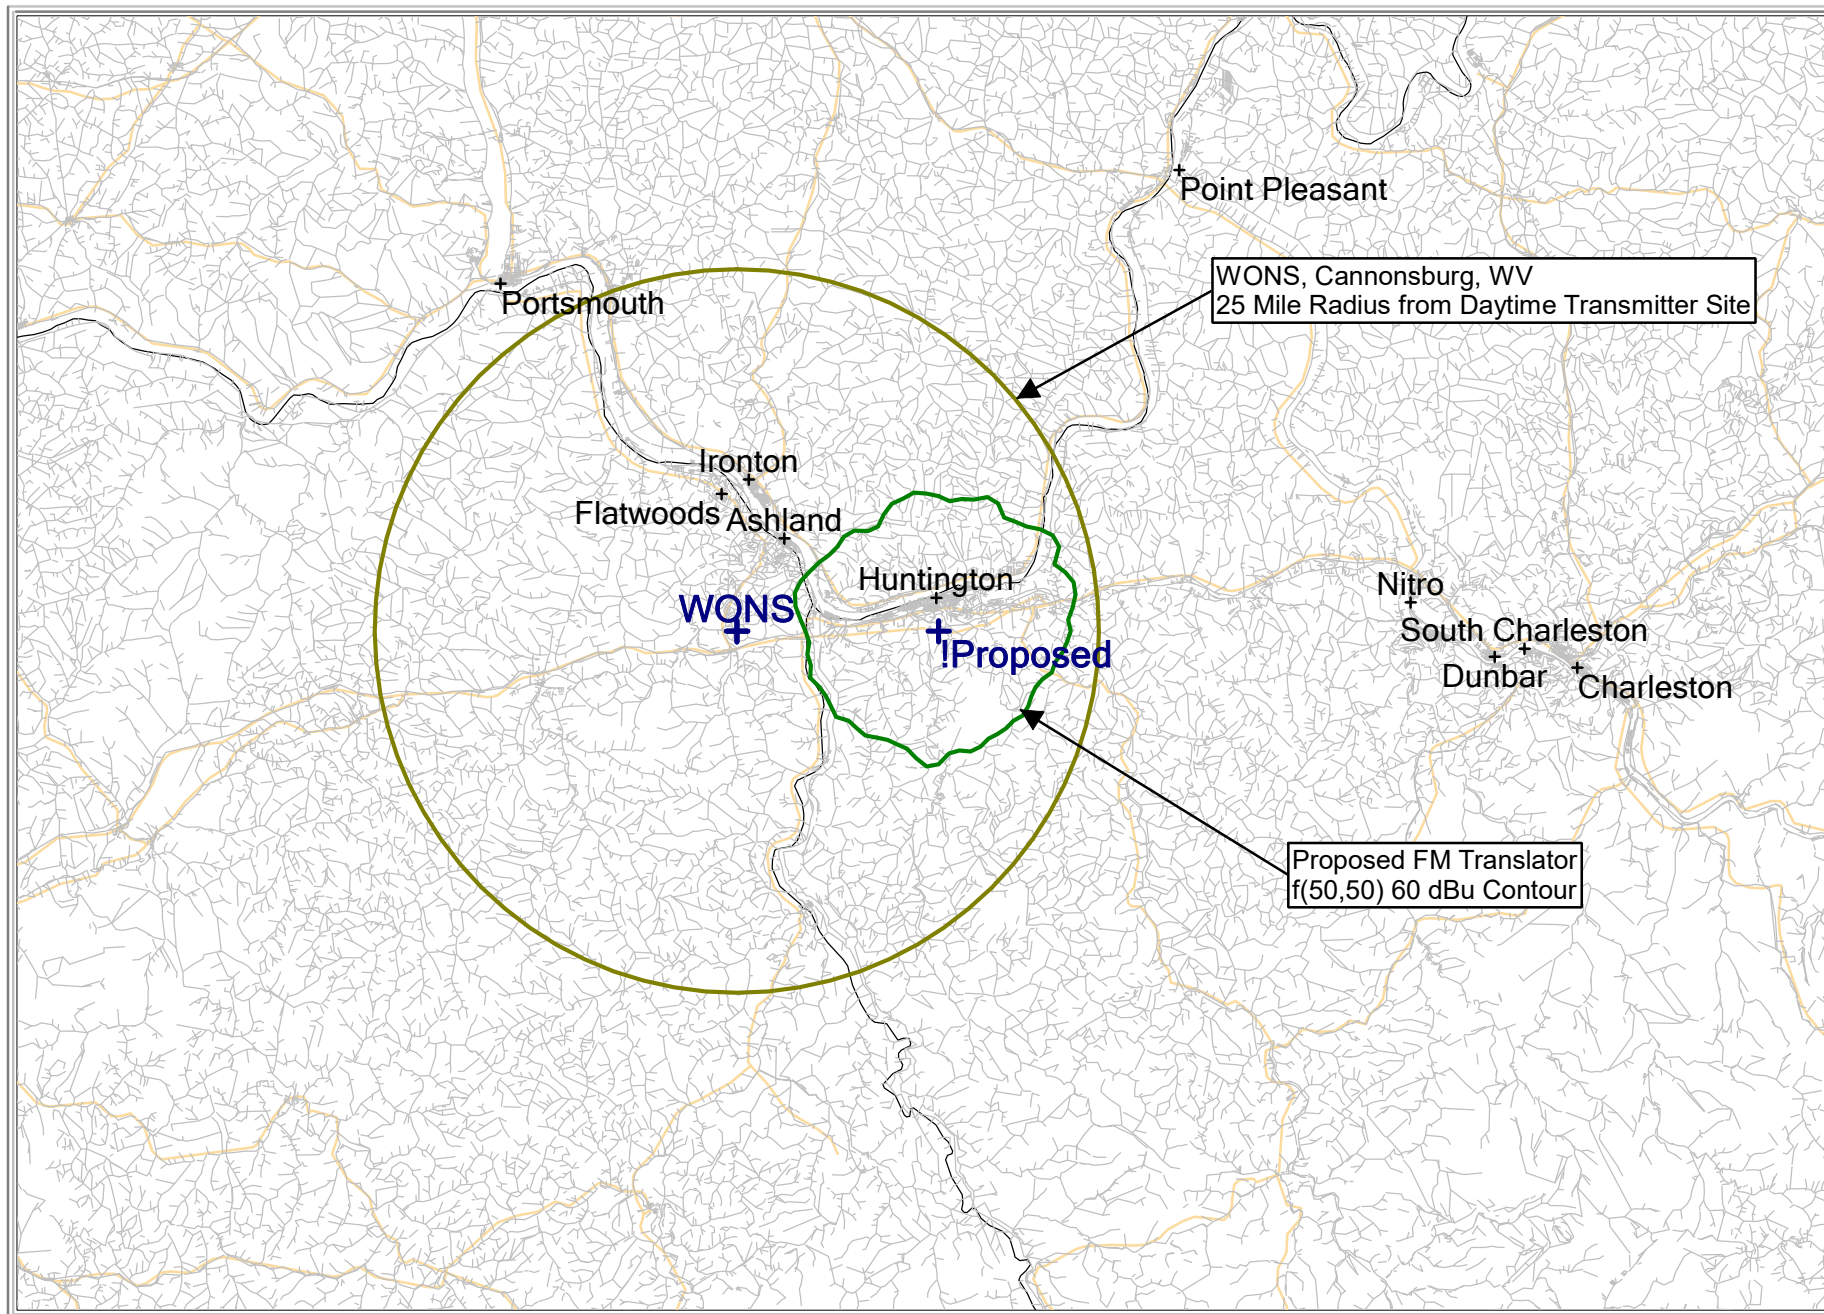 Point Pleasant
WONS, Cannonsburg, WV
25 Mile Radius from Daytime Transmitter Site
Portsmouth
Ironton
Flatwoods
Ashland
Huntington
Nitro
WONS
South Charleston
!Proposed
Dunbar
Charleston
Proposed FM Translator
f(50,50) 60 dBu Contour